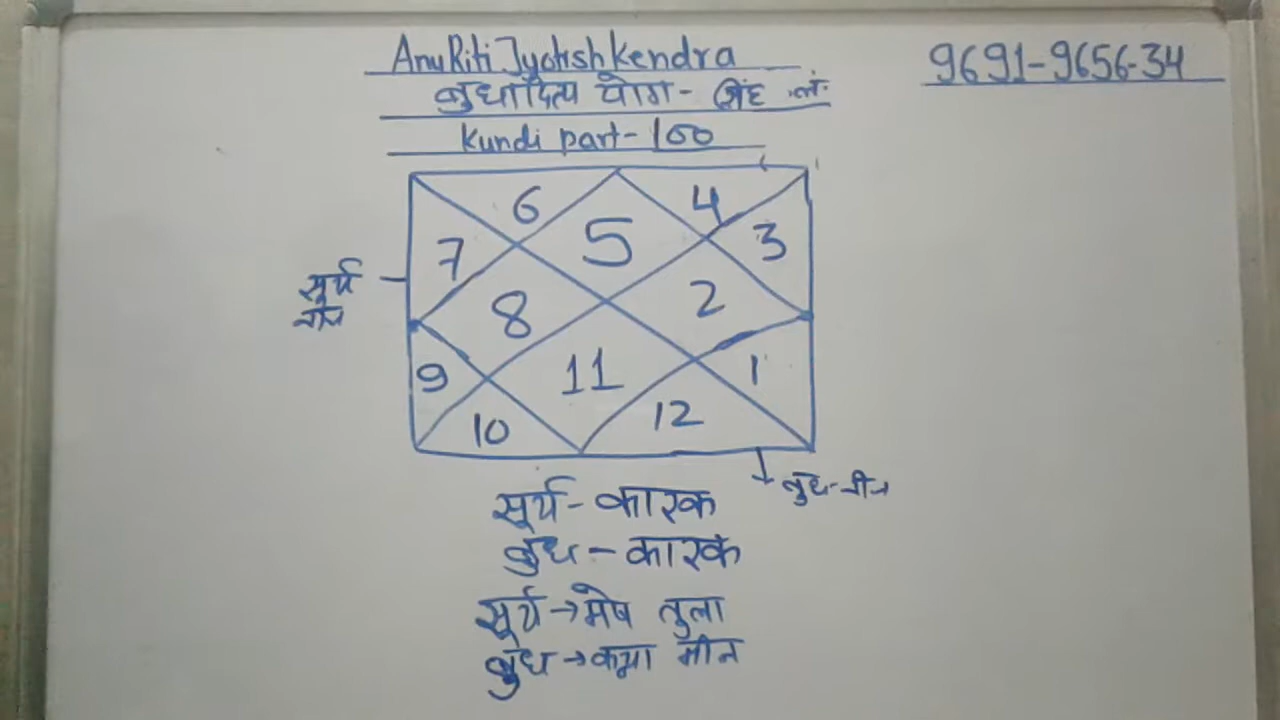 AnuRiti Jyotish Kendra
9691-9656-34
बुधादित्य योग - सिंह लं.
Kundi part - 100
6
4
5
3
7
सूर्य
नीच
2
8
9
11
1
12
10
बुध - नीच
सूर्य - कारक
बुध - कारक
सूर्य → मेष तुला
बुध → कन्या मीन